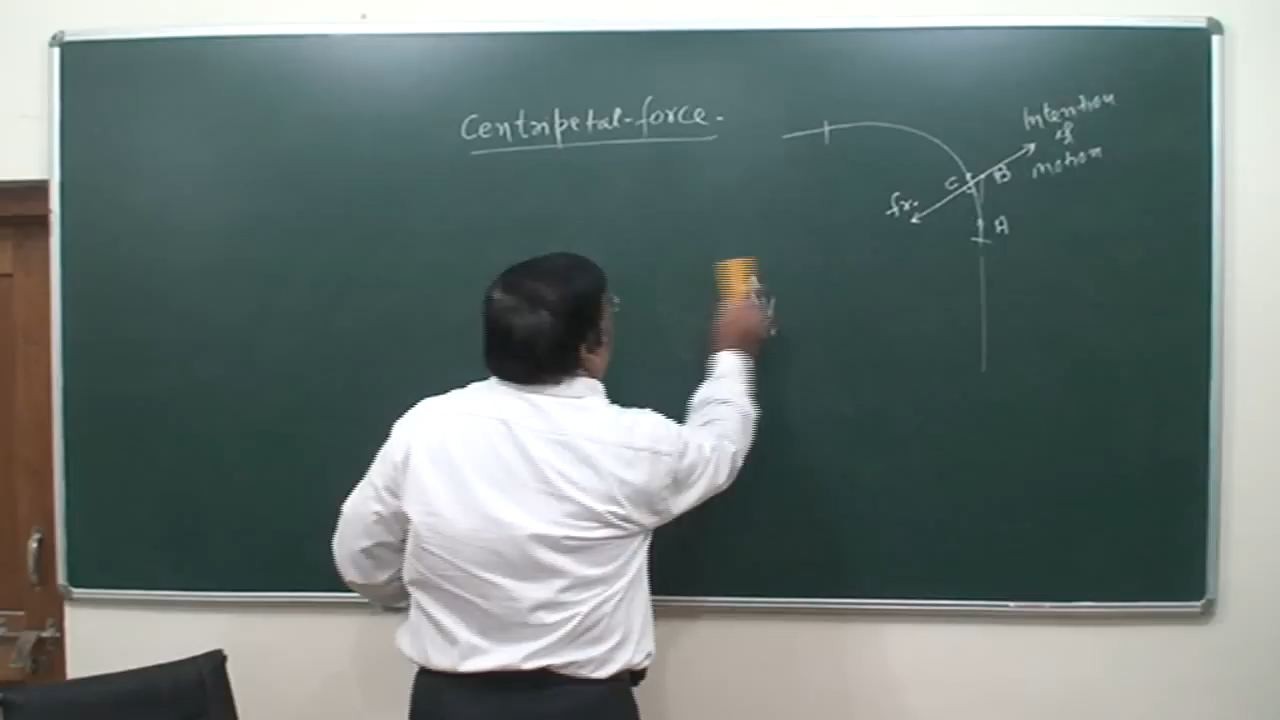 Centripetal-force.
Intention
of
motion
C
B
fr.
A